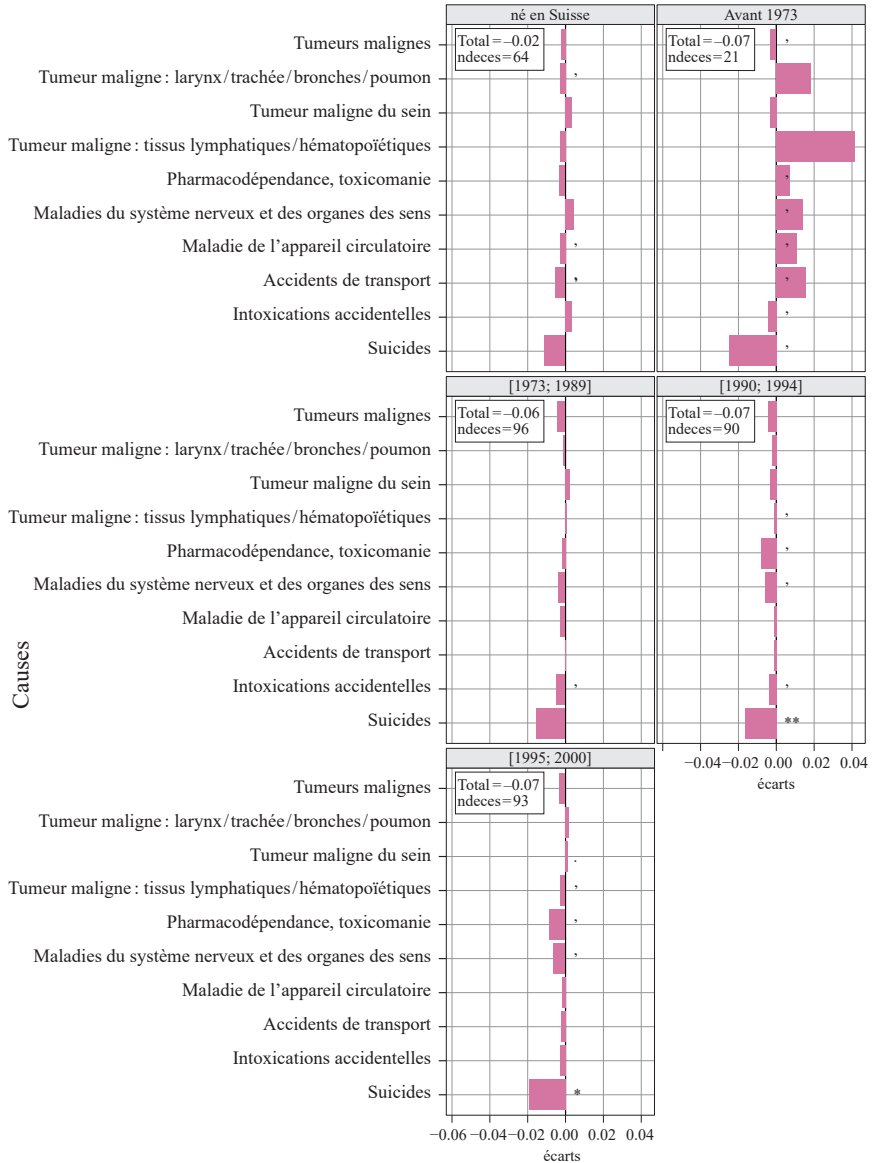 né en Suisse
Avant 1973
Tumeurs malignes
Tumeur maligne : larynx/trachée/bronches/poumon
Tumeur maligne du sein
Tumeur maligne : tissus lymphatiques/hématopoïétiques
Pharmacodépendance, toxicomanie
Maladies du système nerveux et des organes des sens
Maladie de l’appareil circulatoire
Accidents de transport
Intoxications accidentelles
Suicides
Total=–0.02
ndeces=64
’
’
’
Total=–0.07
ndeces=21
’
’
’
’
’
’
’
[1973; 1989]
[1990; 1994]
Tumeurs malignes
Tumeur maligne : larynx/trachée/bronches/poumon
Tumeur maligne du sein
Tumeur maligne : tissus lymphatiques/hématopoïétiques
Pharmacodépendance, toxicomanie
Maladies du système nerveux et des organes des sens
Maladie de l’appareil circulatoire
Accidents de transport
Intoxications accidentelles
Suicides
Total=–0.06
ndeces=96
’
Total=–0.07
ndeces=90
’
’
’
’
**
Causes
−0.04 −0.02 0.00 0.02 0.04
écarts
[1995; 2000]
Tumeurs malignes
Tumeur maligne : larynx/trachée/bronches/poumon
Tumeur maligne du sein
Tumeur maligne : tissus lymphatiques/hématopoïétiques
Pharmacodépendance, toxicomanie
Maladies du système nerveux et des organes des sens
Maladie de l’appareil circulatoire
Accidents de transport
Intoxications accidentelles
Suicides
Total=–0.07
ndeces=93
.
’
’
’
*
−0.06 −0.04 −0.02 0.00 0.02 0.04
écarts